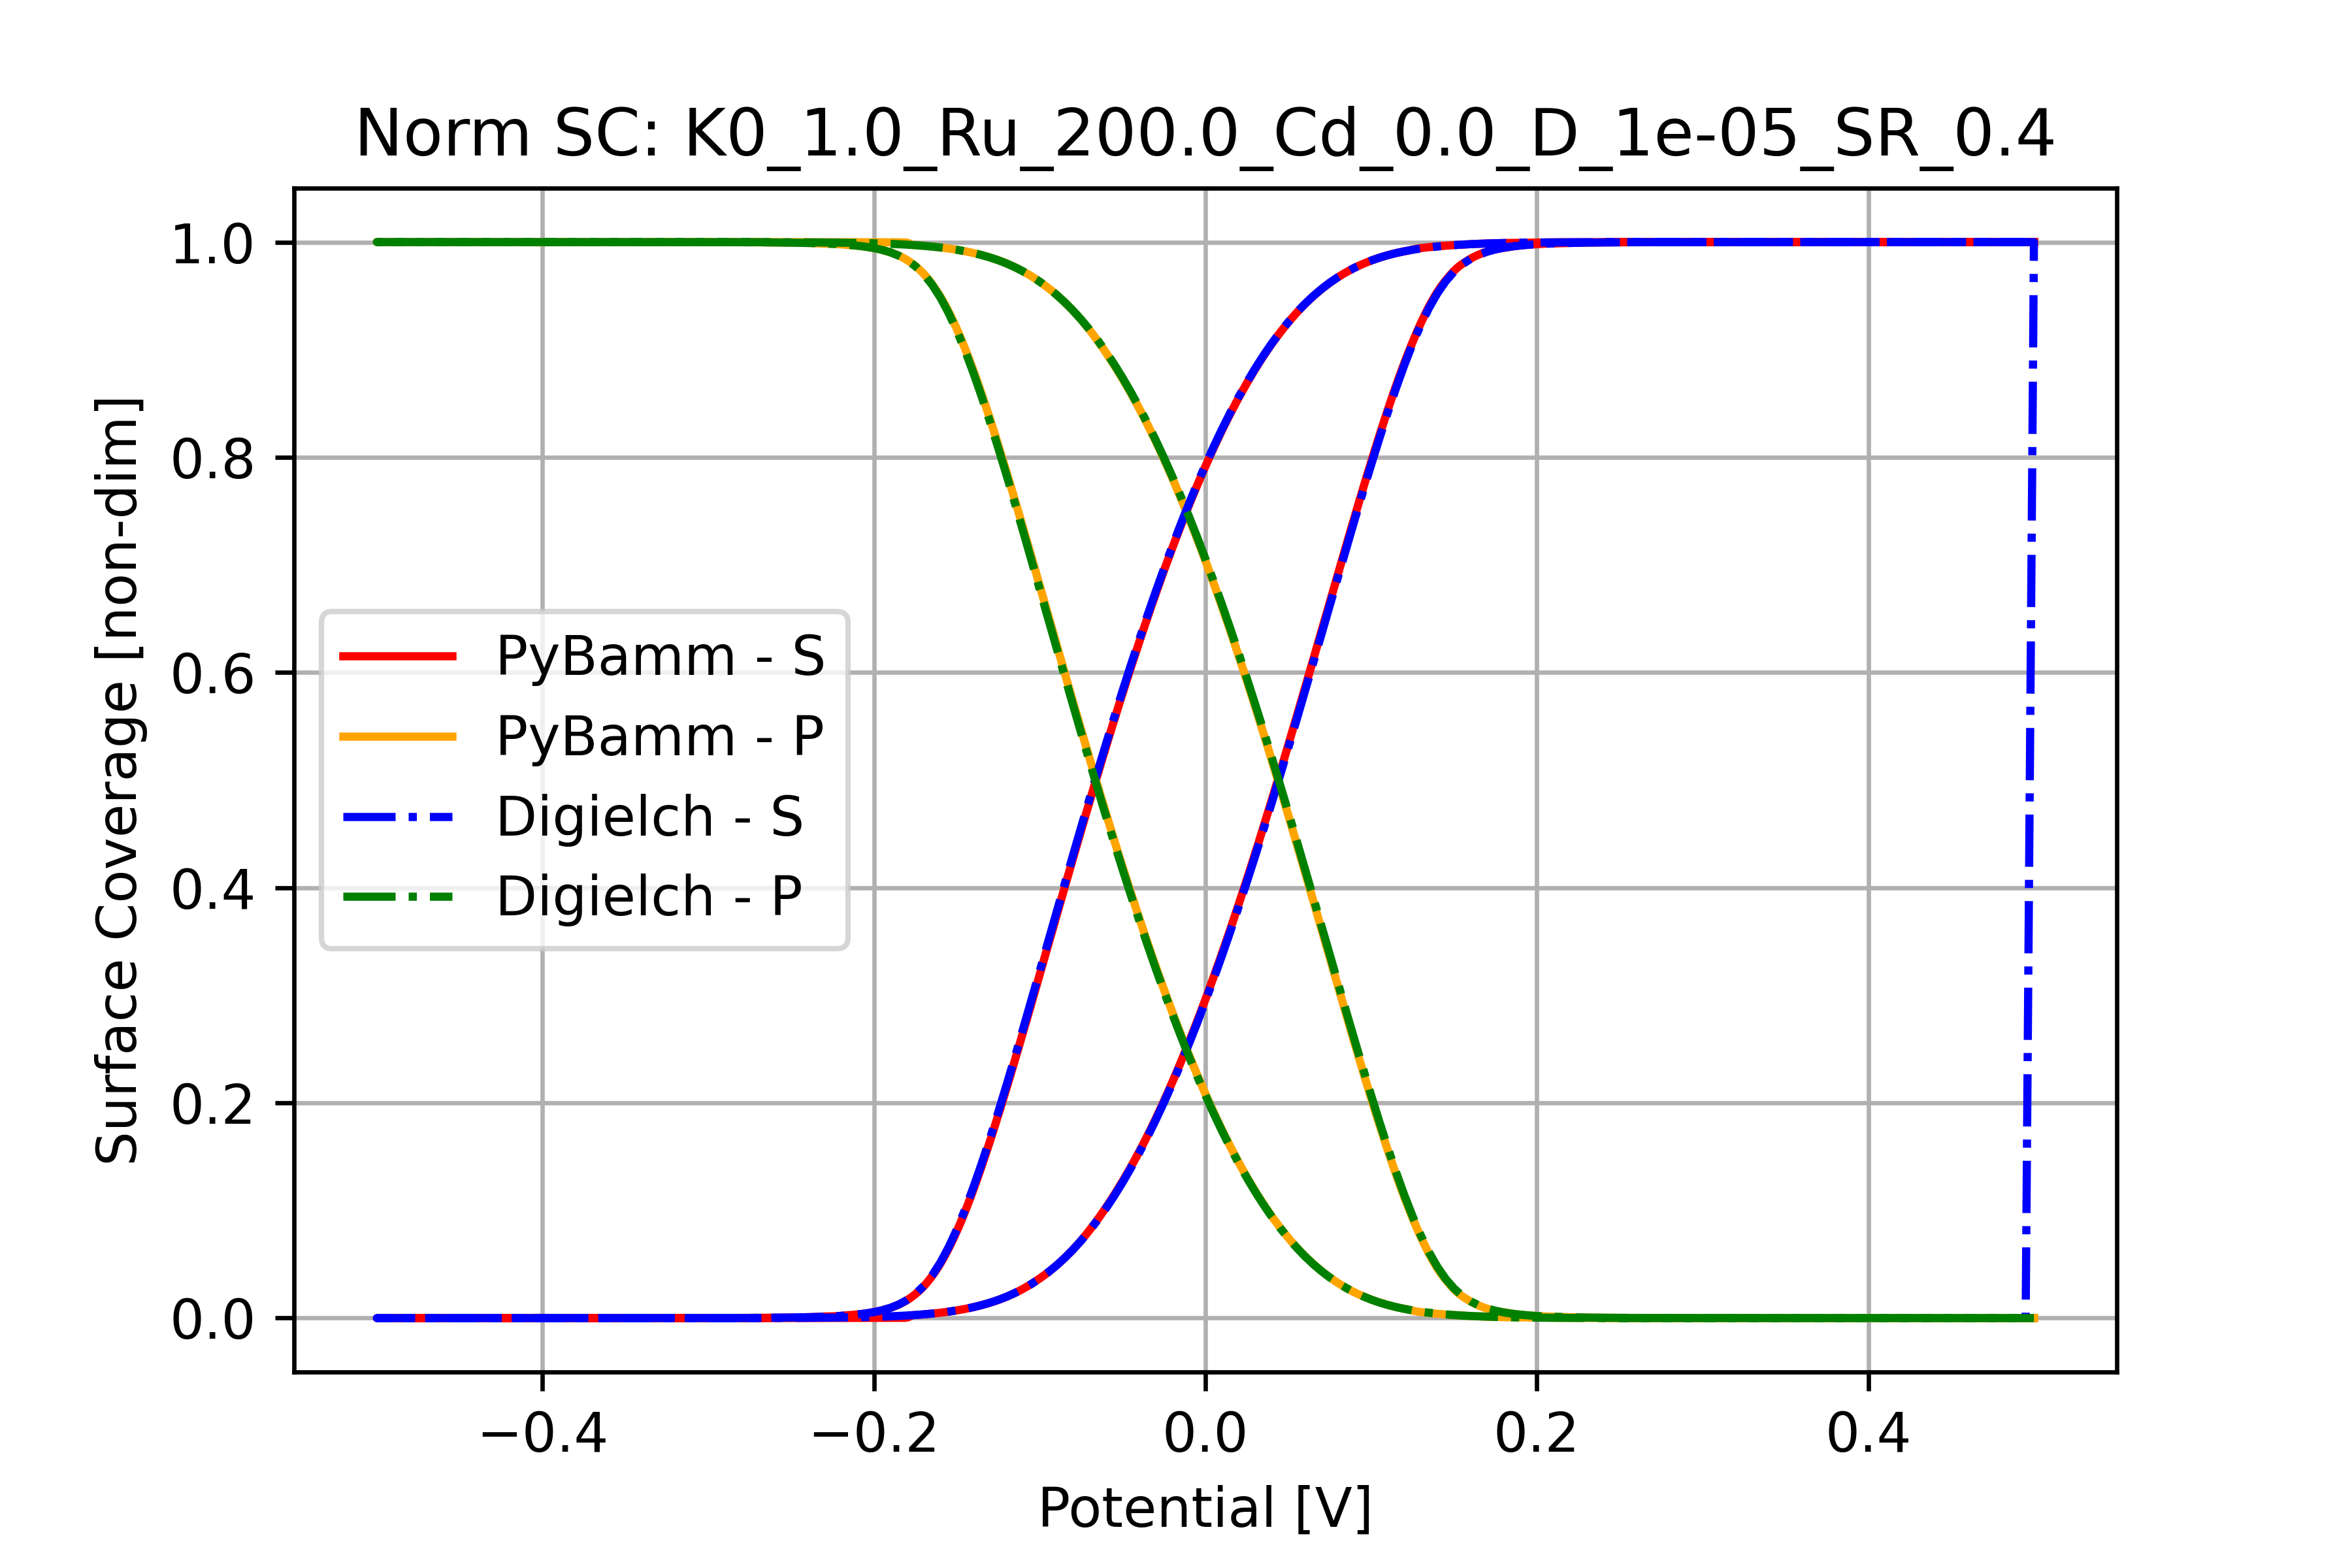 Norm SC: K0_1.0_Ru_200.0_Cd_0.0_D_1e-05_SR_0.4
Surface Coverage [non-dim]
1.0
0.8
0.6
0.4
0.2
0.0
PyBamm - S
PyBamm - P
Digielch - S
Digielch - P
−0.4
−0.2
0.0
0.2
0.4
Potential [V]